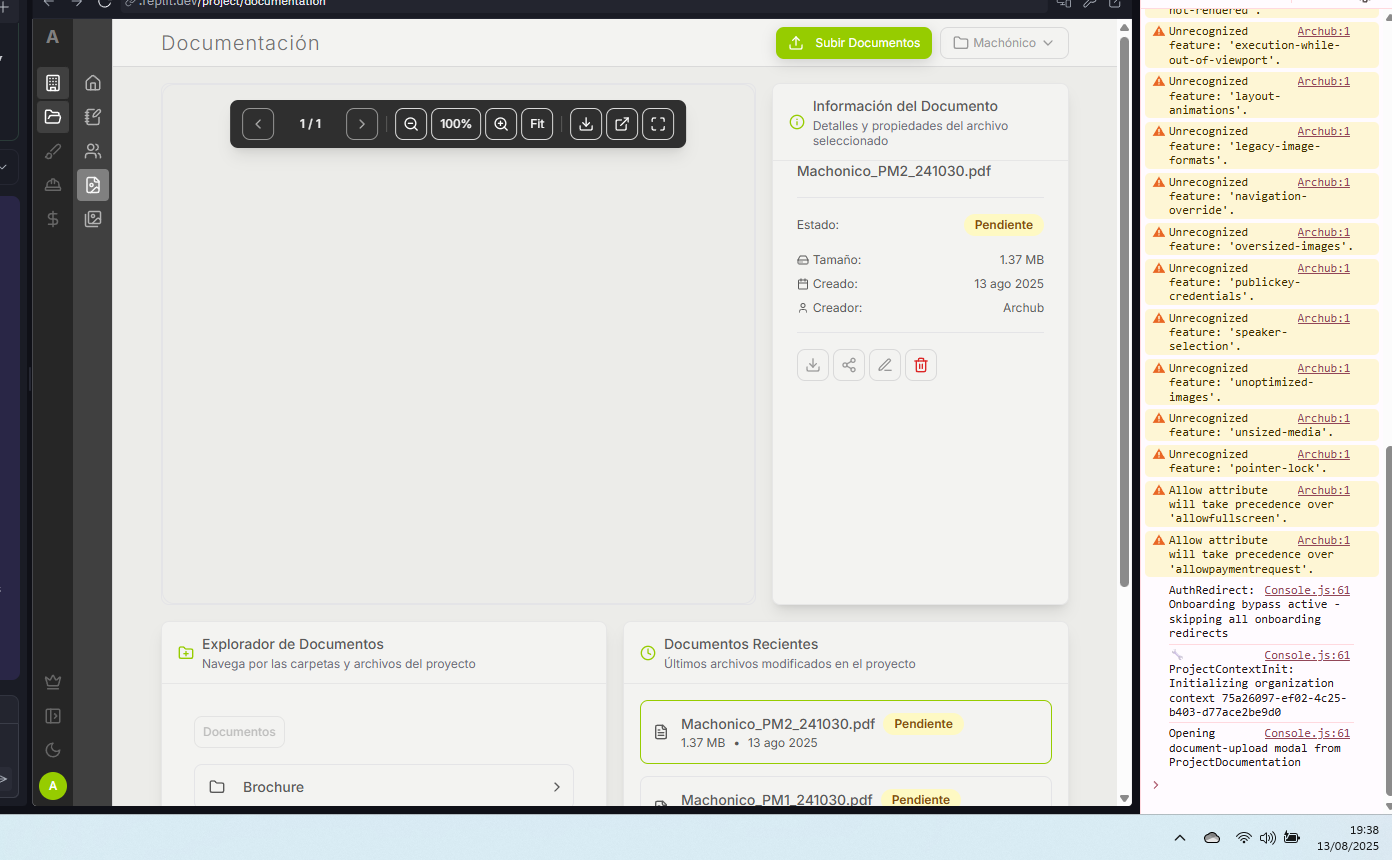 .replit.dev/project/documentation
A
Documentación
Subir Documentos
Machónico
1 / 1
100%
Fit
Información del Documento
Detalles y propiedades del archivo
seleccionado
Machonico_PM2_241030.pdf
Estado:
Pendiente
Tamaño:
1.37 MB
Creado:
13 ago 2025
Creador:
Archub
Explorador de Documentos
Navega por las carpetas y archivos del proyecto
Documentos
Brochure
Documentos Recientes
Últimos archivos modificados en el proyecto
Machonico_PM2_241030.pdf
Pendiente
1.37 MB • 13 ago 2025
Machonico_PM1_241030.pdf
Pendiente
A
not-rendered'.
Unrecognized Archub:1
feature: 'execution-while-
out-of-viewport'.
Unrecognized Archub:1
feature: 'layout-
animations'.
Unrecognized Archub:1
feature: 'legacy-image-
formats'.
Unrecognized Archub:1
feature: 'navigation-
override'.
Unrecognized Archub:1
feature: 'oversized-images'.
Unrecognized Archub:1
feature: 'publickey-
credentials'.
Unrecognized Archub:1
feature: 'speaker-
selection'.
Unrecognized Archub:1
feature: 'unoptimized-
images'.
Unrecognized Archub:1
feature: 'unsized-media'.
Unrecognized Archub:1
feature: 'pointer-lock'.
Allow attribute Archub:1
will take precedence over
'allowfullscreen'.
Allow attribute Archub:1
will take precedence over
'allowpaymentrequest'.
AuthRedirect: Console.js:61
Onboarding bypass active -
skipping all onboarding
redirects
Console.js:61
ProjectContextInit:
Initializing organization
context 75a26097-ef02-4c25-
b403-d77ace2be9d0
Opening Console.js:61
document-upload modal from
ProjectDocumentation
19:38
13/08/2025